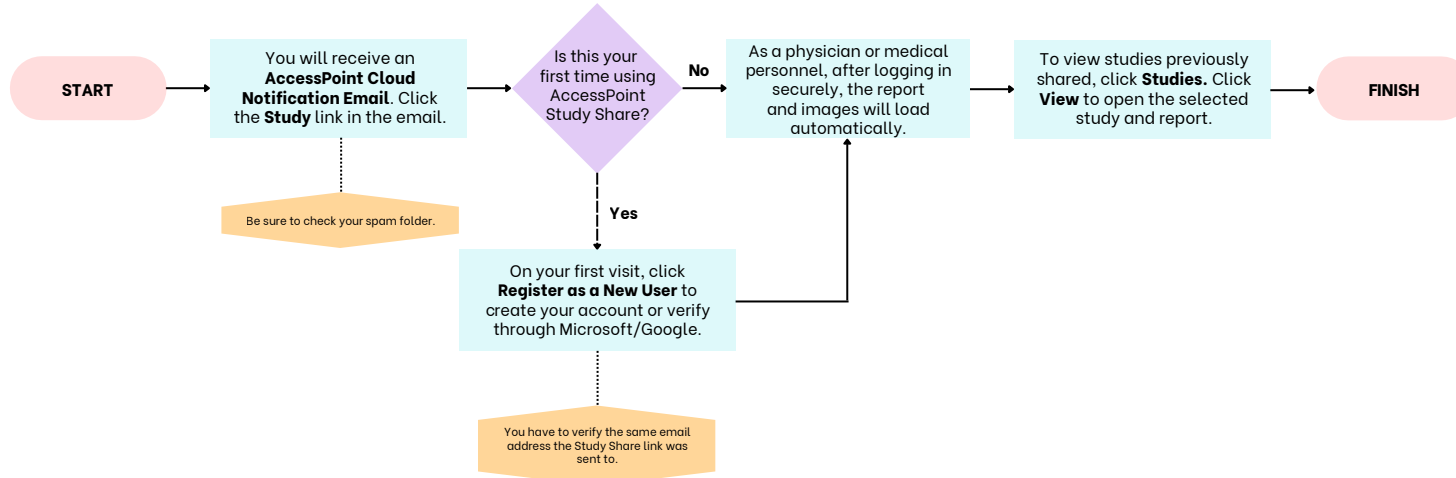 START
You will receive an
AccessPoint Cloud
Notification Email. Click
the Study link in the email.
Is this your
first time using
AccessPoint
Study Share?
No
As a physician or medical
personnel, after logging in
securely, the report
and images will load
automatically.
To view studies previously
shared, click Studies. Click
View to open the selected
study and report.
FINISH
Be sure to check your spam folder.
Yes
On your first visit, click
Register as a New User to
create your account or verify
through Microsoft/Google.
You have to verify the same email
address the Study Share link was
sent to.